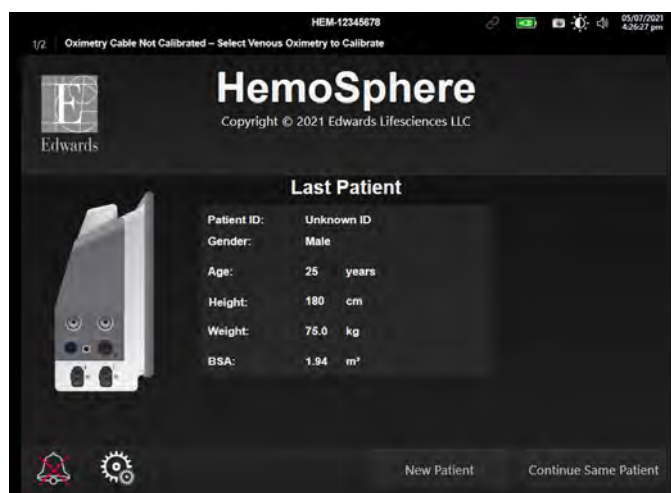 HEM-12345678
05/07/2021
4:26:27 pm
1/2 Oximetry Cable Not Calibrated – Select Venous Oximetry to Calibrate
E
Edwards
HemoSphere
Copyright © 2021 Edwards Lifesciences LLC
Last Patient
Patient ID: Unknown ID
Gender: Male
Age: 25 years
Height: 180 cm
Weight: 75.0 kg
BSA: 1.94 m²
New Patient
Continue Same Patient